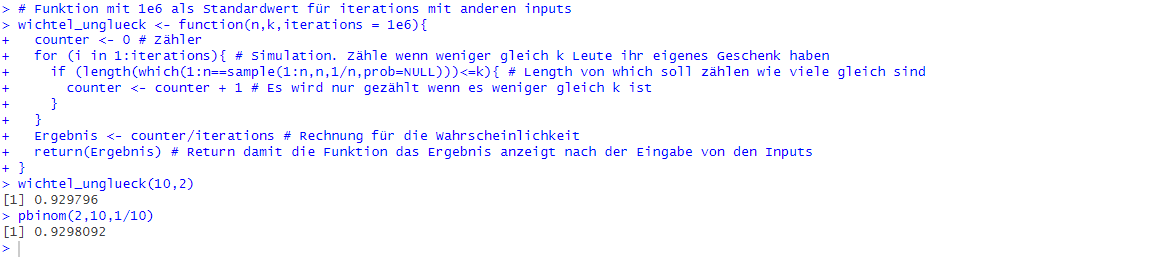 > # Funktion mit 1e6 als Standardwert für iterations mit anderen inputs
> wichtel_unglueck <- function(n,k,iterations = 1e6){
+   counter <- 0 # Zähler
+   for (i in 1:iterations){ # Simulation. Zähle wenn weniger gleich k Leute ihr eigenes Geschenk haben
+     if (length(which(1:n==sample(1:n,n,1/n,prob=NULL)))<=k){ # Length von which soll zählen wie viele gleich sind
+       counter <- counter + 1 # Es wird nur gezählt wenn es weniger gleich k ist
+     }
+   }
+   Ergebnis <- counter/iterations # Rechnung für die Wahrscheinlichkeit
+   return(Ergebnis) # Return damit die Funktion das Ergebnis anzeigt nach der Eingabe von den Inputs
+ }
> wichtel_unglueck(10,2)
[1] 0.929796
> pbinom(2,10,1/10)
[1] 0.9298092
>